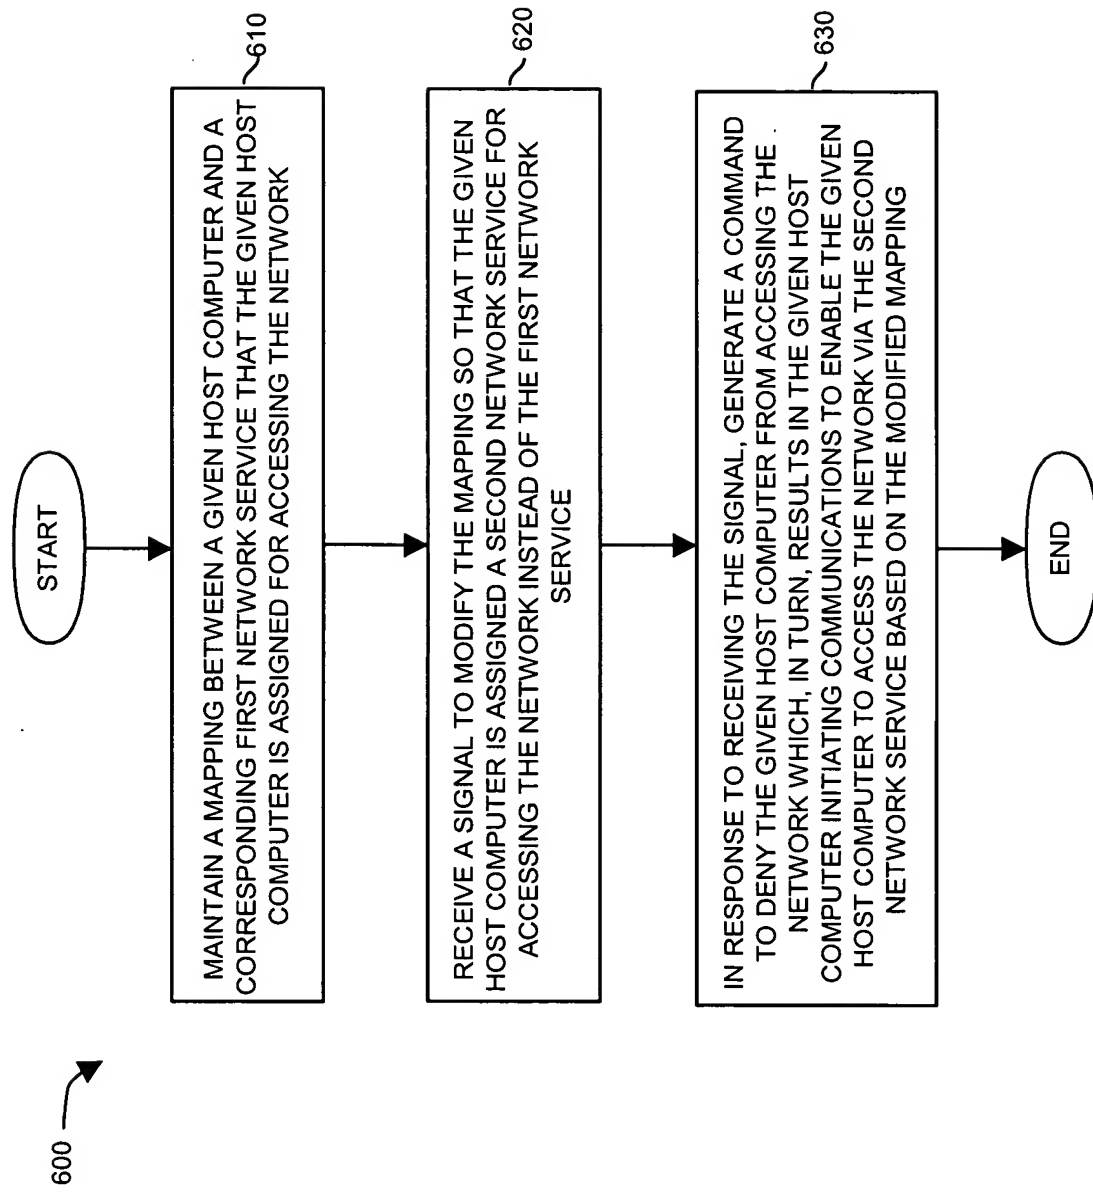 600
START
MAINTAIN A MAPPING BETWEEN A GIVEN HOST COMPUTER AND A
CORRESPONDING FIRST NETWORK SERVICE THAT THE GIVEN HOST
COMPUTER IS ASSIGNED FOR ACCESSING THE NETWORK
610
RECEIVE A SIGNAL TO MODIFY THE MAPPING SO THAT THE GIVEN
HOST COMPUTER IS ASSIGNED A SECOND NETWORK SERVICE FOR
ACCESSING THE NETWORK INSTEAD OF THE FIRST NETWORK
SERVICE
620
IN RESPONSE TO RECEIVING THE SIGNAL, GENERATE A COMMAND
TO DENY THE GIVEN HOST COMPUTER FROM ACCESSING THE
NETWORK WHICH, IN TURN, RESULTS IN THE GIVEN HOST
COMPUTER INITIATING COMMUNICATIONS TO ENABLE THE GIVEN
HOST COMPUTER TO ACCESS THE NETWORK VIA THE SECOND
NETWORK SERVICE BASED ON THE MODIFIED MAPPING
630
END